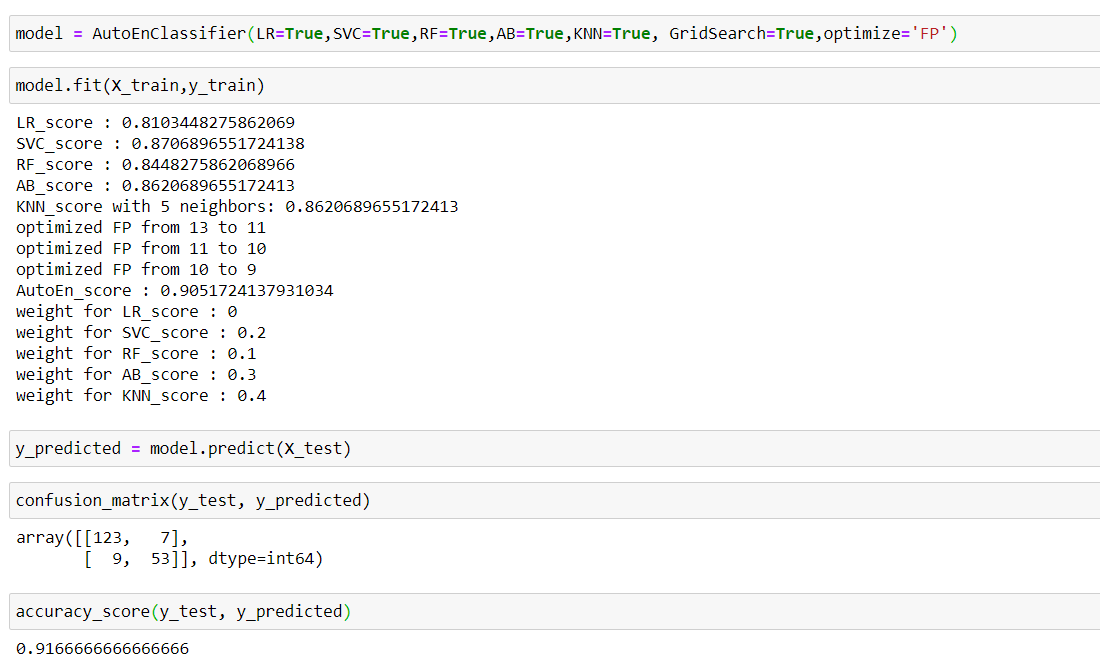 model = AutoEnClassifier(LR=True,SVC=True,RF=True,AB=True,KNN=True, GridSearch=True,optimize='FP')
model.fit(X_train,y_train)
LR_score : 0.8103448275862069
SVC_score : 0.8706896551724138
RF_score : 0.8448275862068966
AB_score : 0.8620689655172413
KNN_score with 5 neighbors: 0.8620689655172413
optimized FP from 13 to 11
optimized FP from 11 to 10
optimized FP from 10 to 9
AutoEn_score : 0.9051724137931034
weight for LR_score : 0
weight for SVC_score : 0.2
weight for RF_score : 0.1
weight for AB_score : 0.3
weight for KNN_score : 0.4
y_predicted = model.predict(X_test)
confusion_matrix(y_test, y_predicted)
array([[123,   7],
       [  9,  53]], dtype=int64)
accuracy_score(y_test, y_predicted)
0.9166666666666666